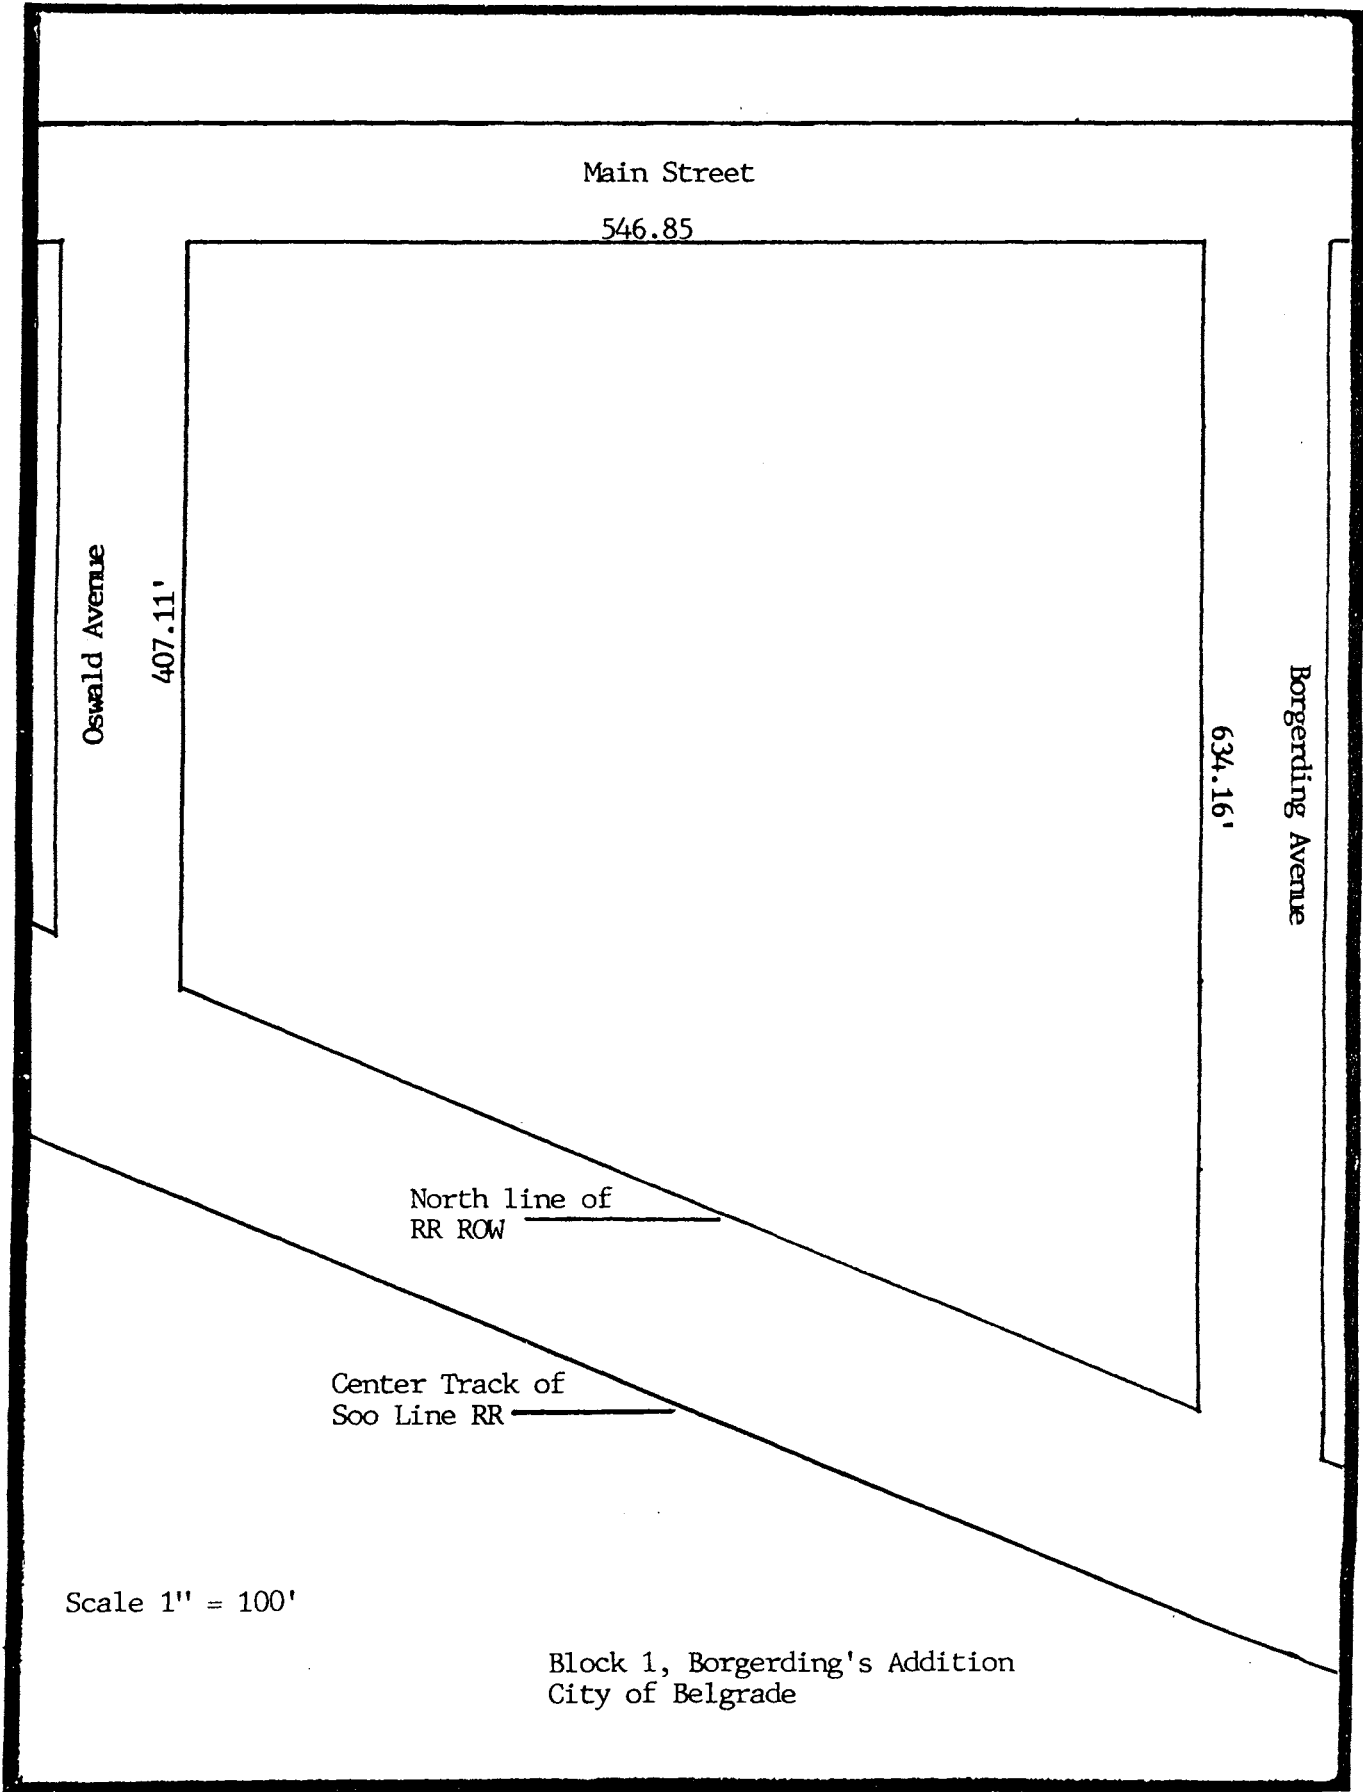 Main Street
546.85
Oswald Avenue
407.11'
634.16'
Borgerding Avenue
North line of
RR ROW
Center Track of
Soo Line RR
Scale 1" = 100'
Block 1, Borgerding's Addition
City of Belgrade